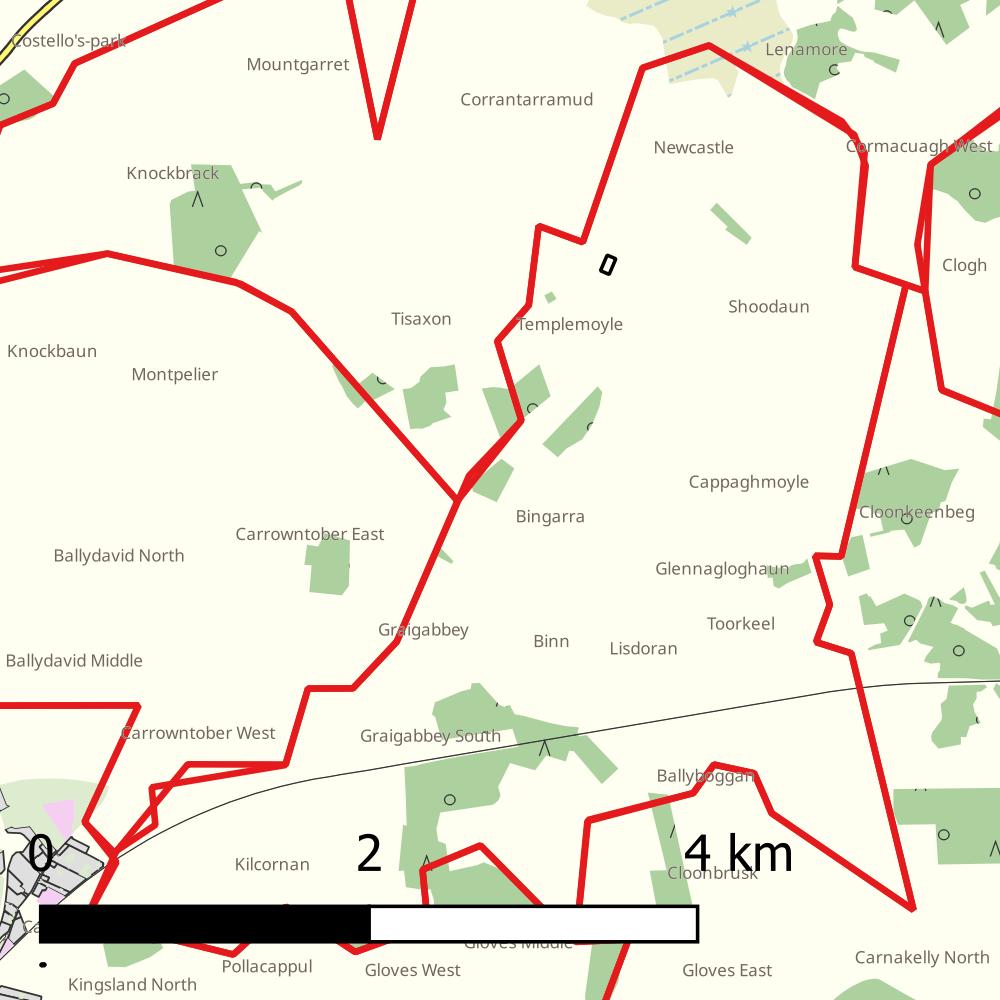 Costello's-park
Lenamore
Mountgarret
Corrantarramud
Newcastle
Cormacuagh West
Knockbrack
Clogh
Shoodaun
Tisaxon
Templemoyle
Knockbaun
Montpelier
Cappaghmoyle
Cloonkeenbeg
Bingarra
Carrowntober East
Ballydavid North
Glennagloghaun
Toorkeel
Graigabbey
Binn
Lisdoran
Ballydavid Middle
Carrowntober West
Graigabbey South
Ballyboggan
0 2 4 km
Kilcornan
Cloonbrusk
Gloves Middle
Carnakelly North
Pollacappul
Gloves West
Gloves East
Kingsland North